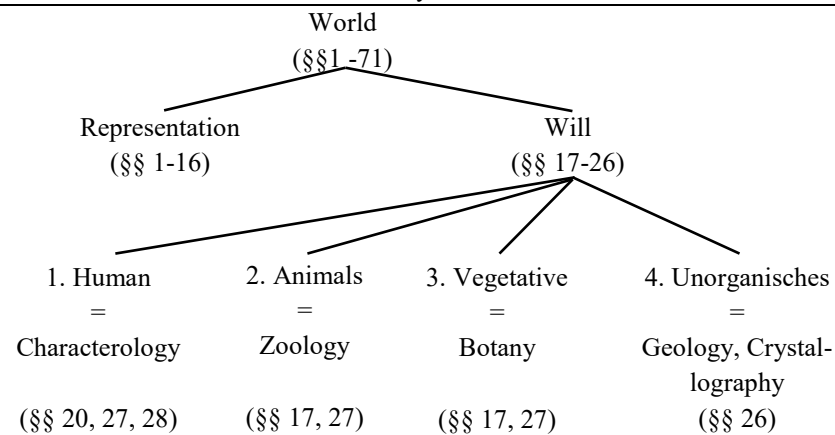 World
(§§1 -71)
Representation Will
(§§ 1-16) (§§ 17-26)
1. Human 2. Animals 3. Vegetative 4. Unorganisches
= = = =
Characterology Zoology Botany Geology, Crystal-
lography
(§§ 20, 27, 28) (§§ 17, 27) (§§ 17, 27) (§§ 26)